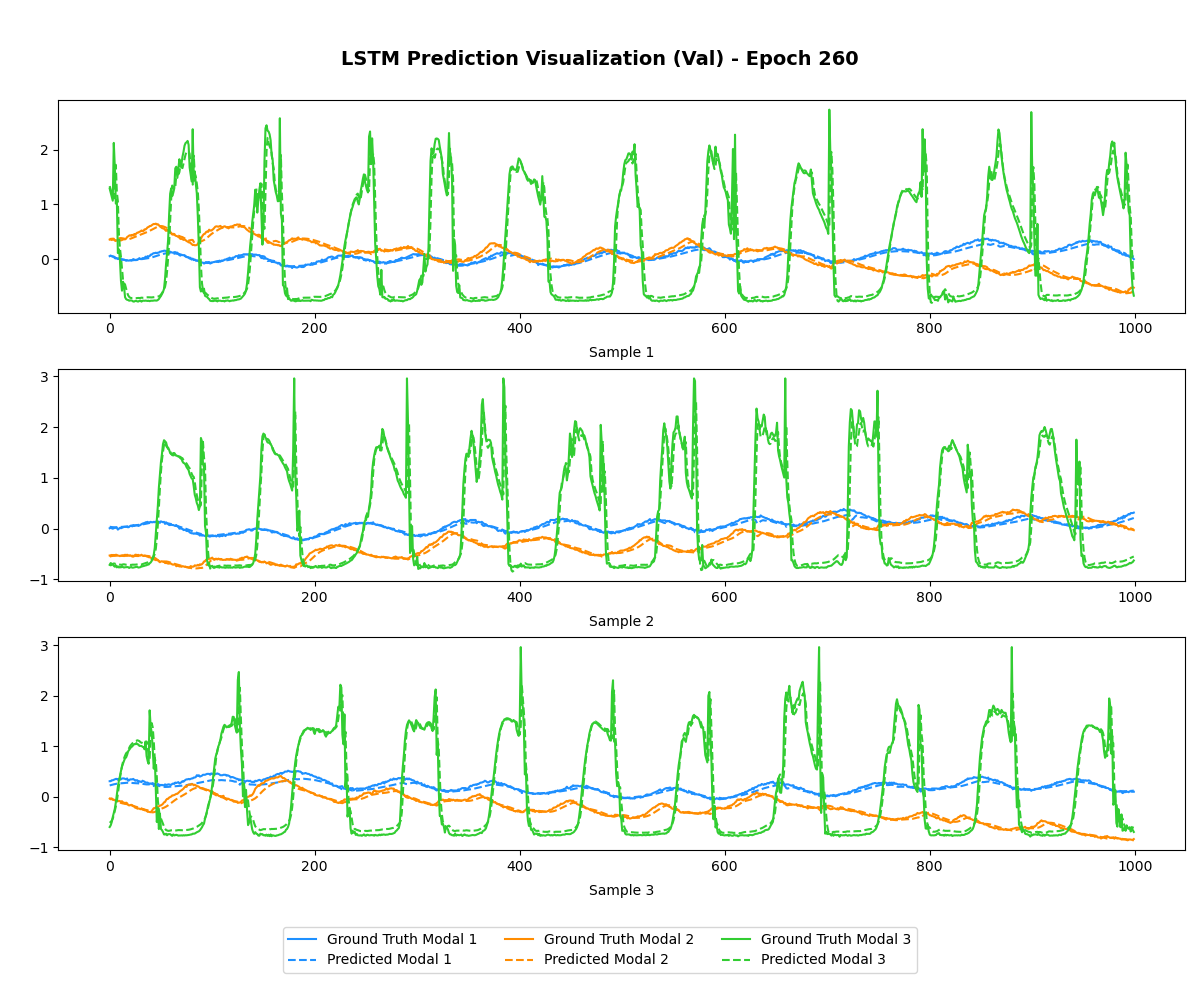 LSTM Prediction Visualization (Val) - Epoch 260
2
1
0
0 200 400 600 800 1000
Sample 1
3
2
1
0
−1
0 200 400 600 800 1000
Sample 2
3
2
1
0
−1
0 200 400 600 800 1000
Sample 3
Ground Truth Modal 1 Ground Truth Modal 2 Ground Truth Modal 3
Predicted Modal 1 Predicted Modal 2 Predicted Modal 3